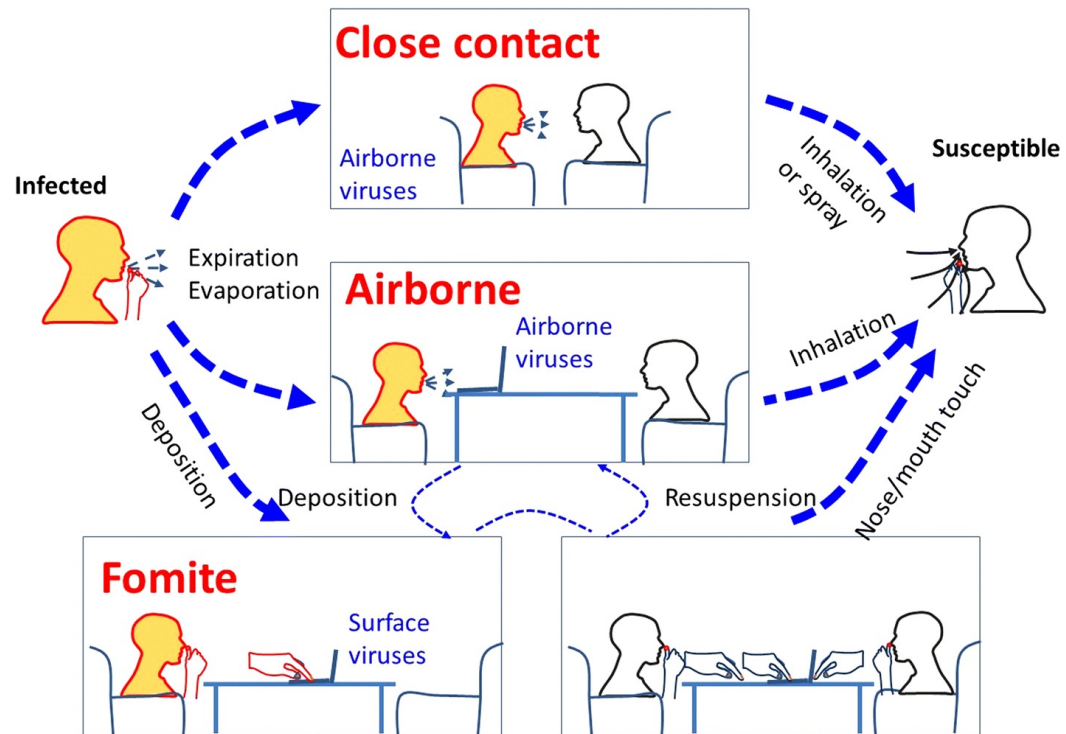 Close contact
Airborne
viruses
Infected
Susceptible
Inhalation
or spray
Expiration
Evaporation
Airborne
Airborne
viruses
Inhalation
Deposition
Deposition
Resuspension
Nose/mouth touch
Fomite
Surface
viruses